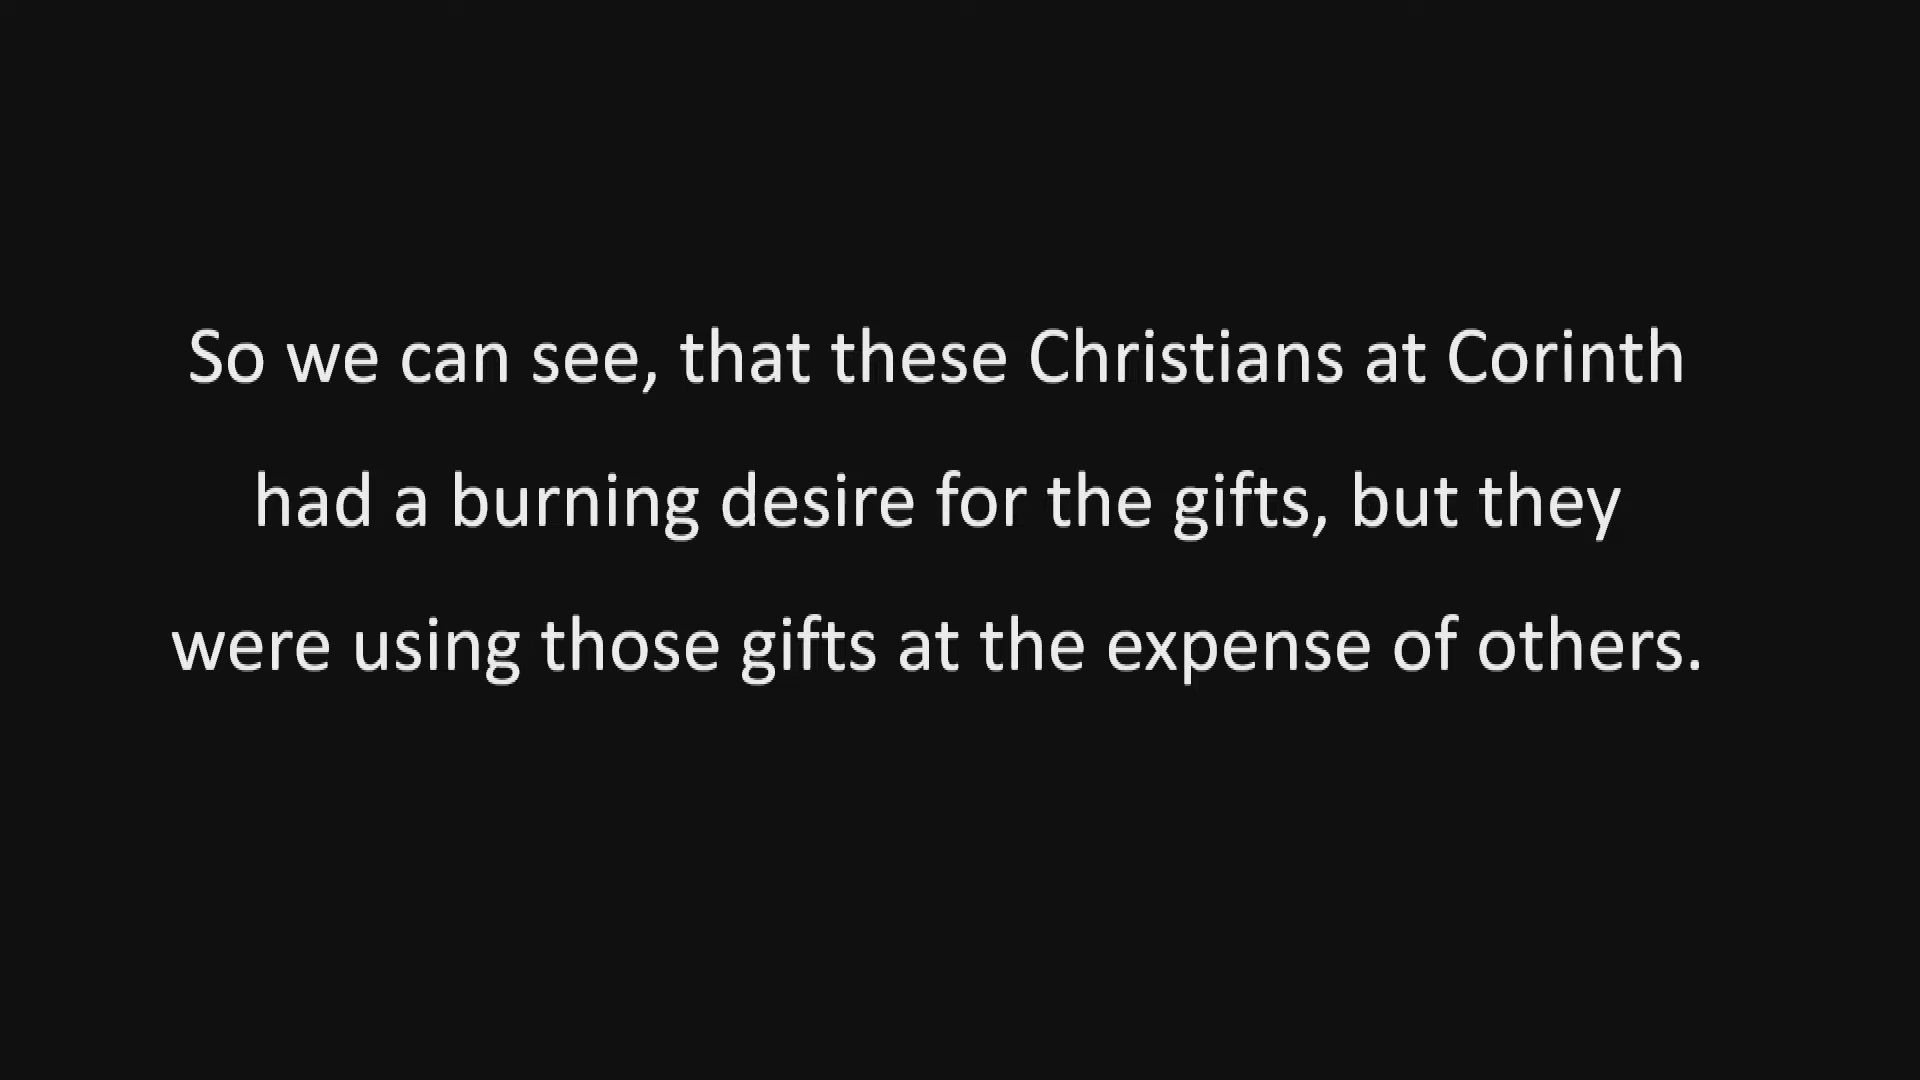 So we can see, that these Christians at Corinth
had a burning desire for the gifts, but they
were using those gifts at the expense of others.